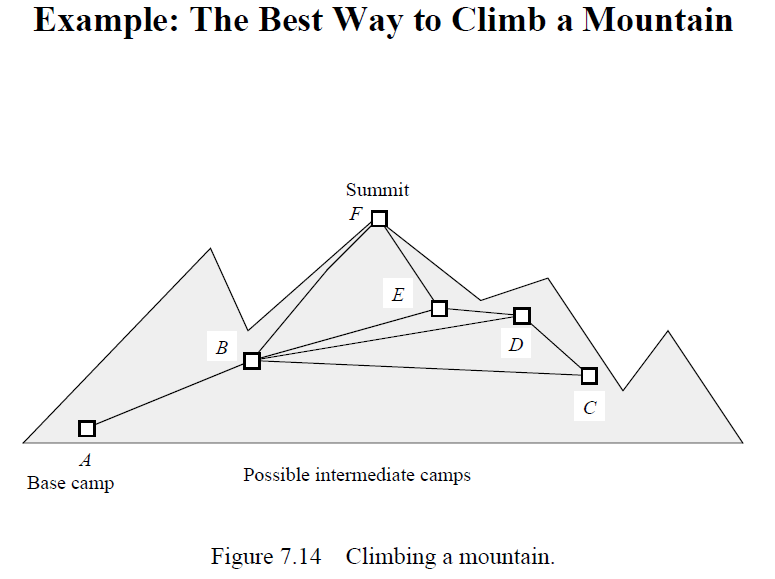 Example: The Best Way to Climb a Mountain
Summit
F
E
B
D
C
A
Base camp
Possible intermediate camps
Figure 7.14 Climbing a mountain.